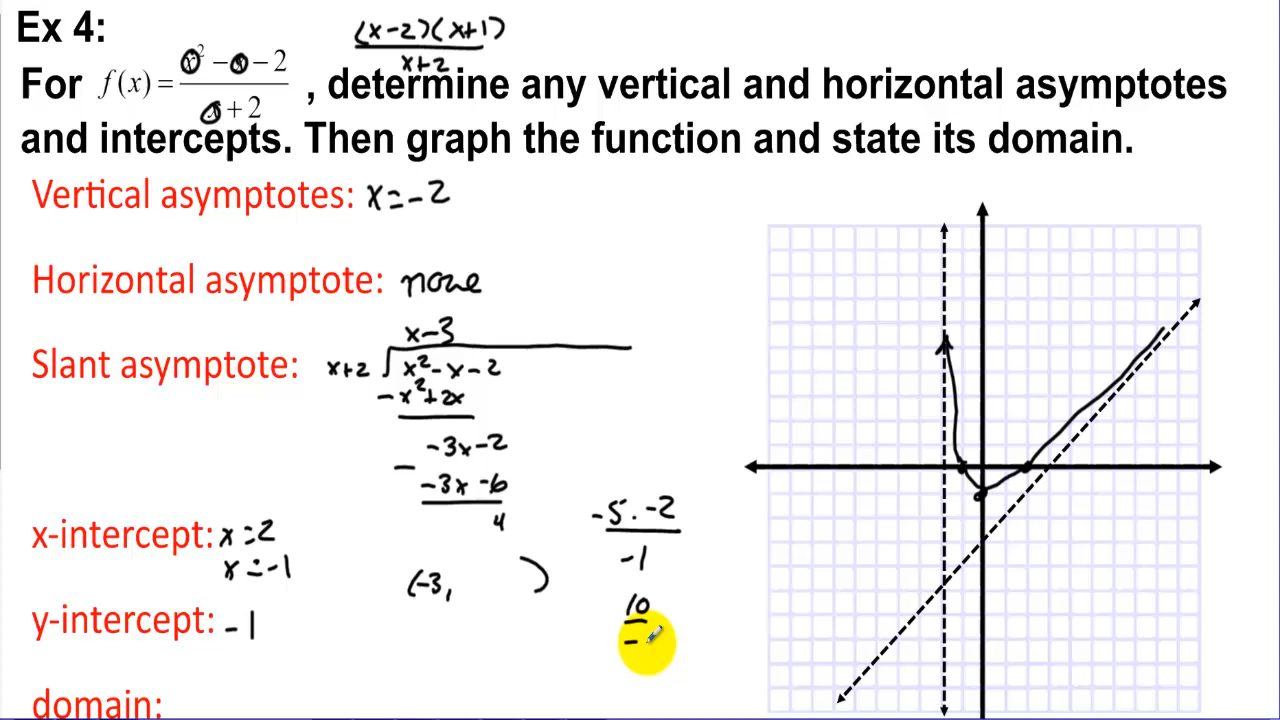 Ex 4:
(x-2)(x+1)
x+2
For f(x) = x² - x - 2
x + 2
, determine any vertical and horizontal asymptotes
and intercepts. Then graph the function and state its domain.
Vertical asymptotes: x = -2
Horizontal asymptote: none
x-3
Slant asymptote: x+2 x² - x - 2
- x² + 2x
-3x - 2
-
-3x - 6
4
x-intercept: x = 2
x = -1
y-intercept: -1
(-3, )
-5 . -2
-1
10
-
domain: